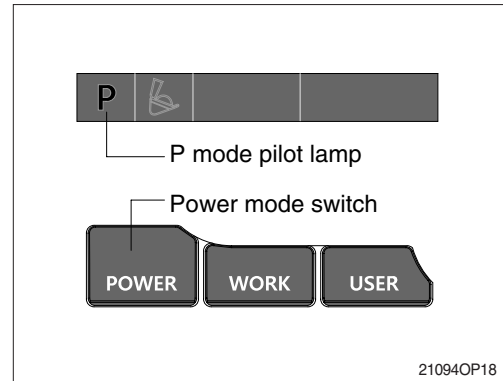 P
P mode pilot lamp
Power mode switch
POWER WORK USER
21094OP18